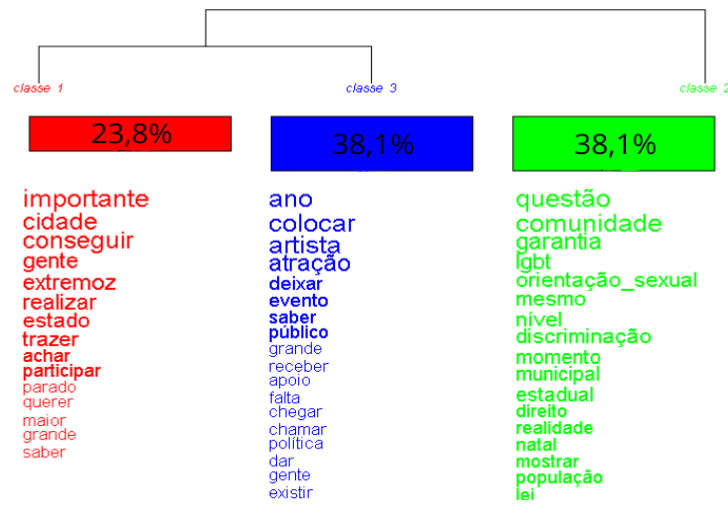 classe 1
classe 3
classe 2
23,8%
38,1%
38,1%
importante
cidade
conseguir
gente
extremoz
realizar
estado
trazer
achar
participar
parado
querer
maior
grande
saber
ano
colocar
artista
atração
deixar
evento
saber
público
grande
receber
apoio
falta
chegar
chamar
política
dar
gente
existir
questão
comunidade
garantia
lgbt
orientação_sexual
mesmo
nível
discriminação
momento
municipal
estadual
direito
realidade
natal
mostrar
população
lei